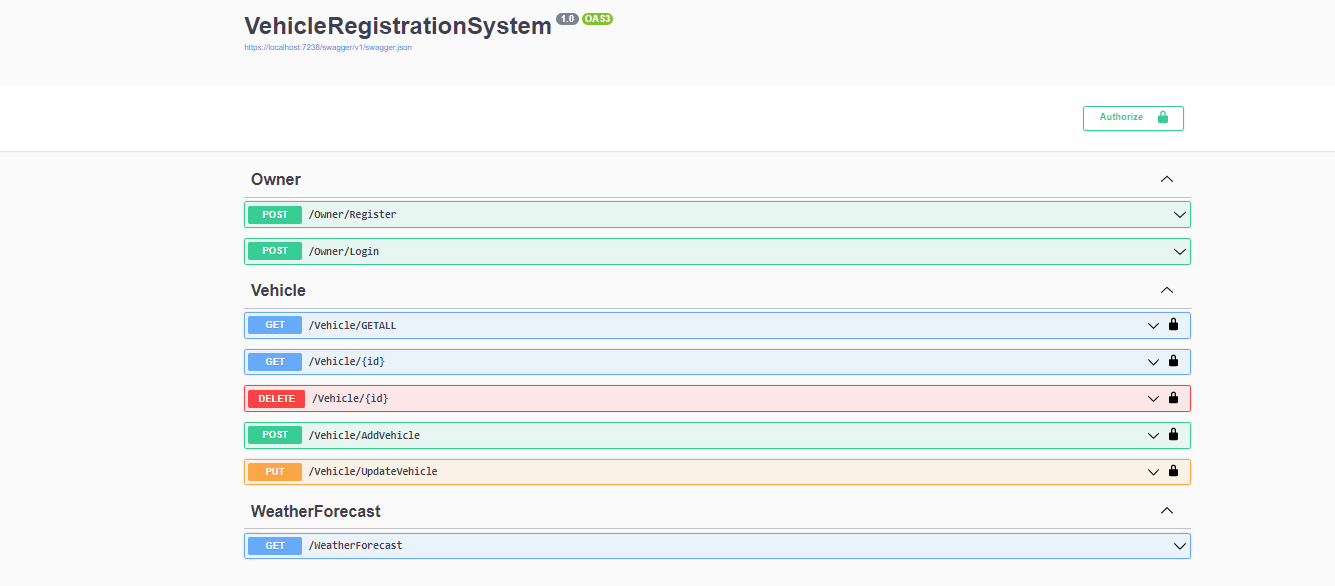 VehicleRegistrationSystem 1.0 OAS3
https://localhost:7238/swagger/v1/swagger.json
Authorize
Owner
POST /Owner/Register
POST /Owner/Login
Vehicle
GET /Vehicle/GETALL
GET /Vehicle/{id}
DELETE /Vehicle/{id}
POST /Vehicle/AddVehicle
PUT /Vehicle/UpdateVehicle
WeatherForecast
GET /WeatherForecast